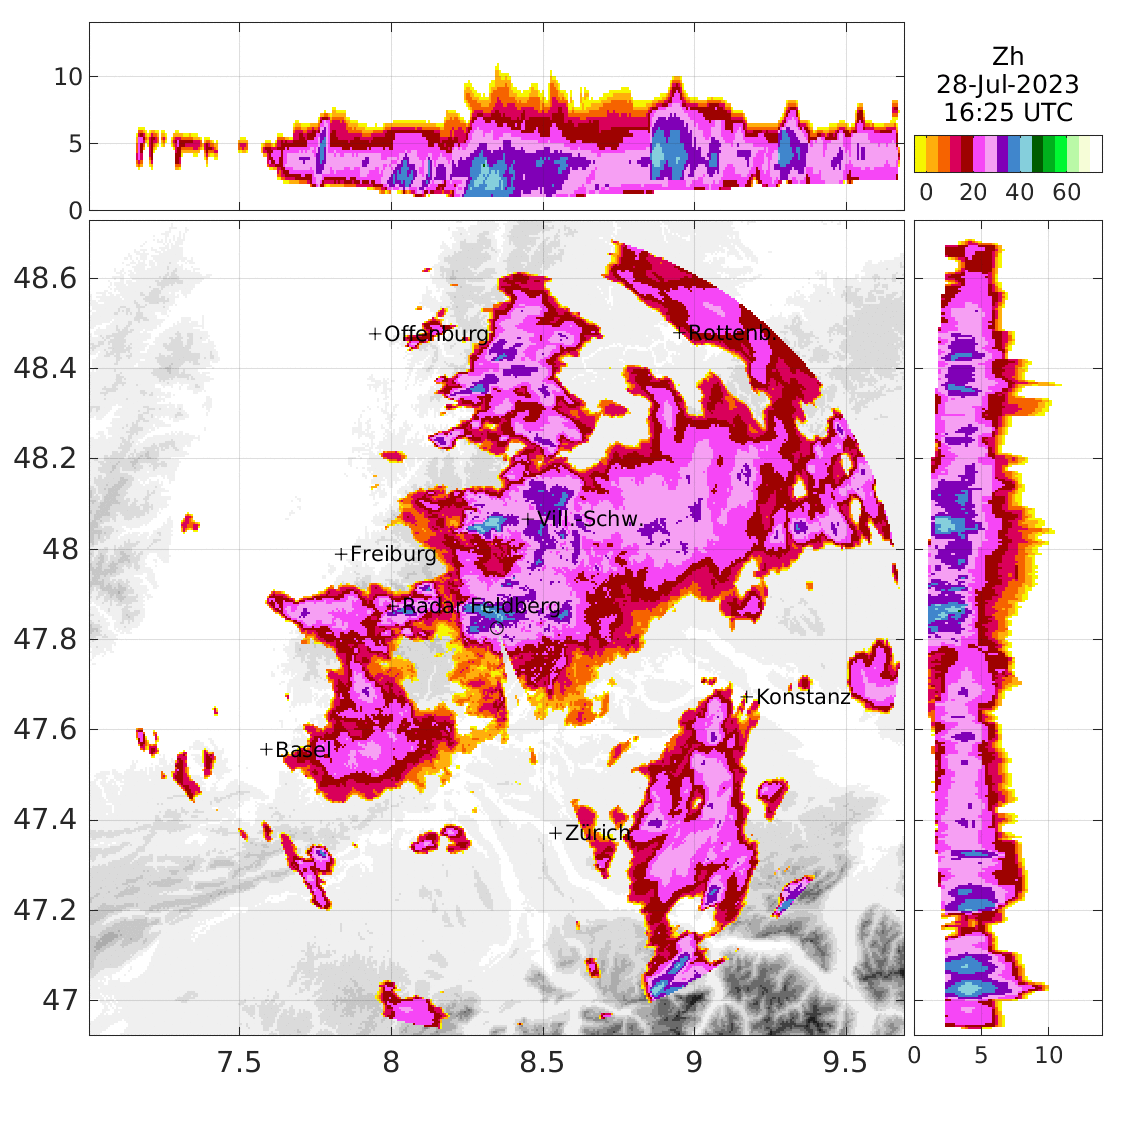 10
5
0
Zh
28-Jul-2023
16:25 UTC
0 20 40 60
48.6
48.4
48.2
48
47.8
47.6
47.4
47.2
47
+Offenburg
+Rottenb.
+Vill.-Schw.
+Freiburg
+Radar Feldberg
+Konstanz
+Basel
+Zürich
7.5 8 8.5 9 9.5
0 5 10